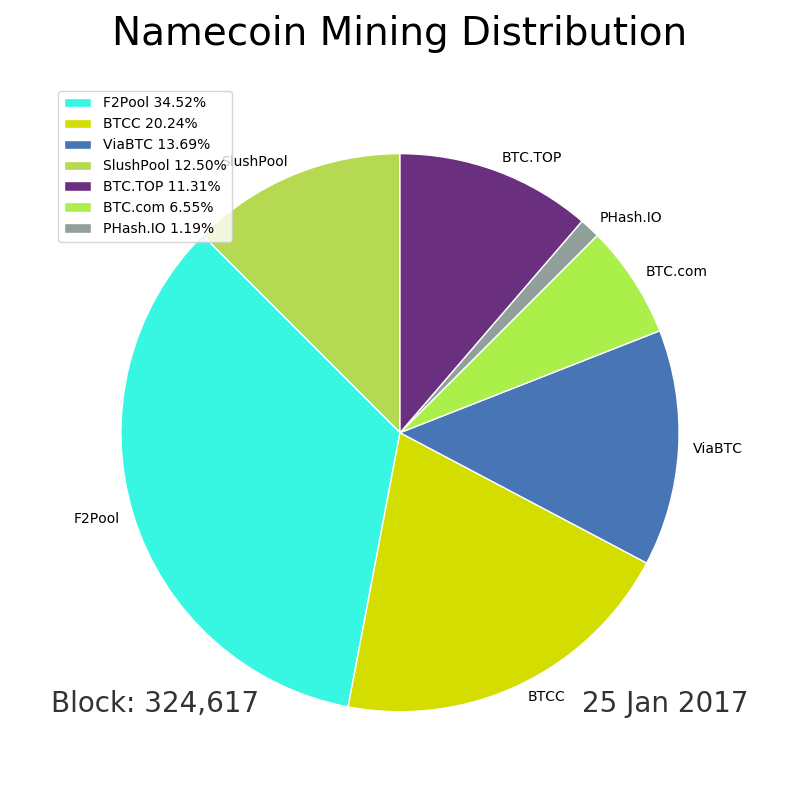 Namecoin Mining Distribution
F2Pool 34.52%
BTCC 20.24%
ViaBTC 13.69%
SlushPool 12.50%
BTC.TOP 11.31%
BTC.com 6.55%
PHash.IO 1.19%
SlushPool
BTC.TOP
PHash.IO
BTC.com
ViaBTC
F2Pool
BTCC
Block: 324,617
25 Jan 2017